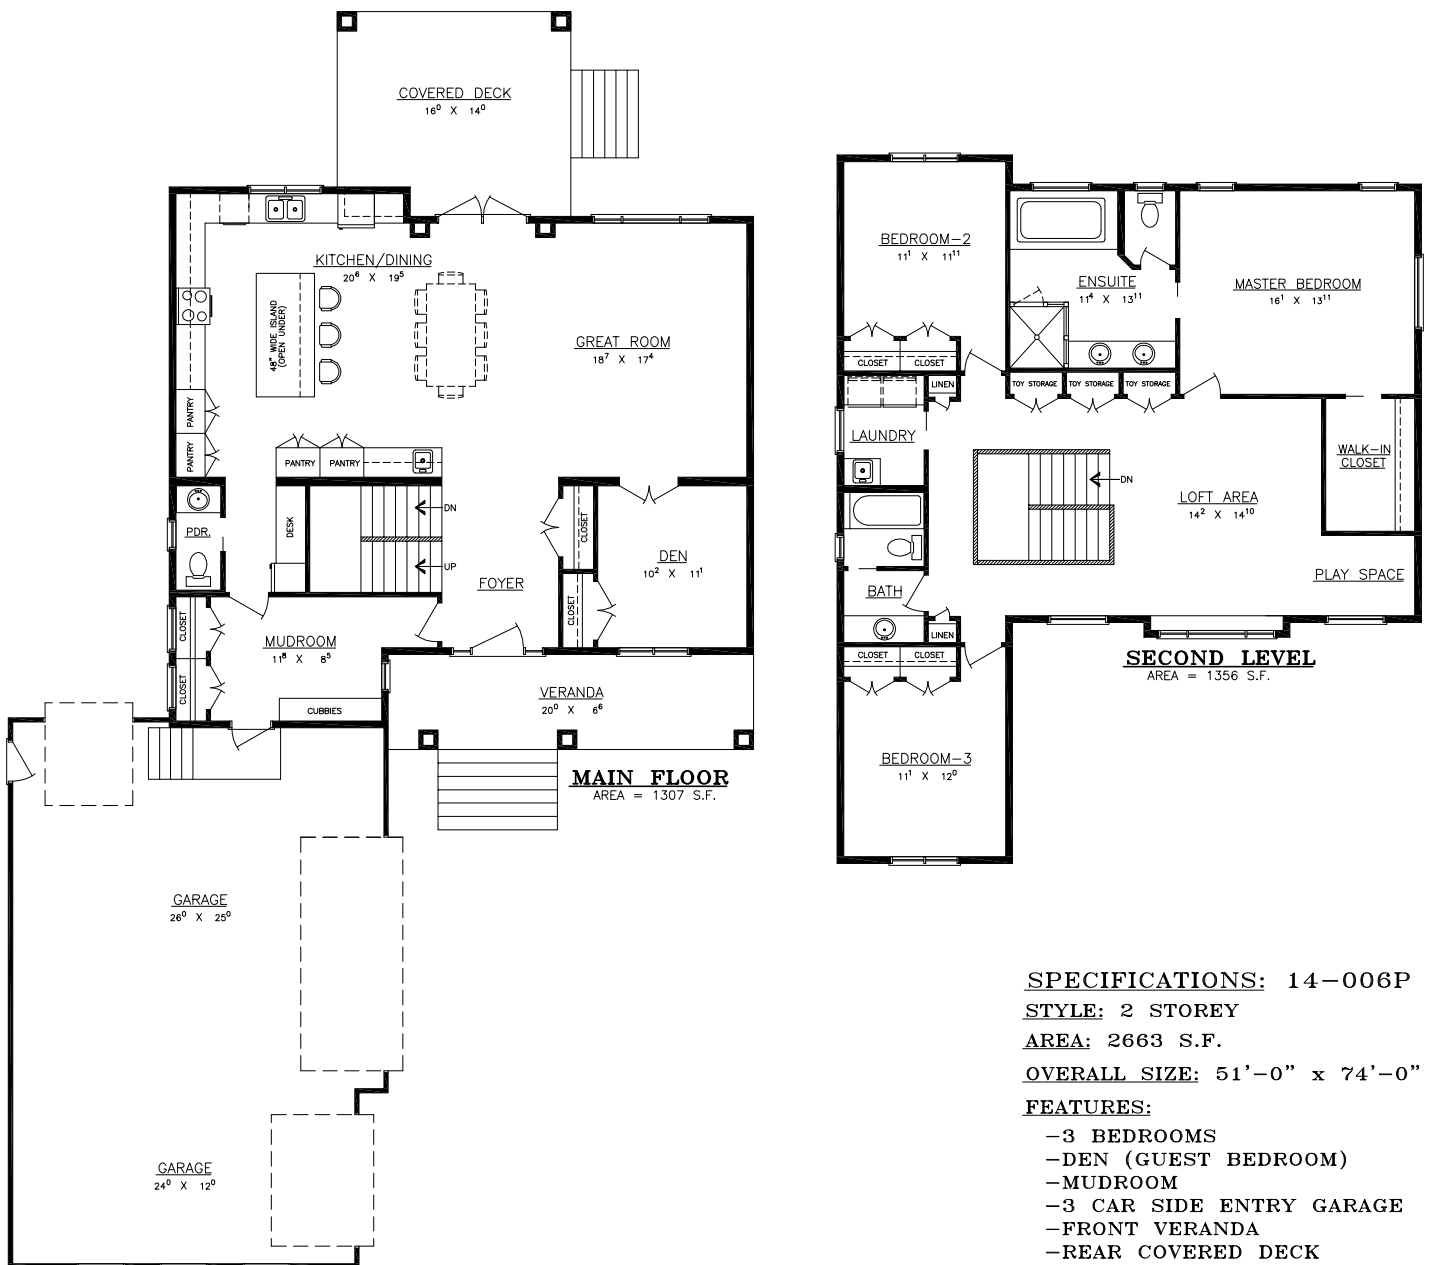 COVERED DECK
16⁰ X 14⁰
KITCHEN/DINING
20⁶ X 19⁵
48" WIDE ISLAND
(OPEN UNDER)
GREAT ROOM
18⁷ X 17⁴
PANTRY
PANTRY
PANTRY
PANTRY
DN
UP
DESK
PDR.
CLOSET
CLOSET
DEN
10² X 11¹
FOYER
CLOSET
CLOSET
MUDROOM
11⁸ X 8⁵
CUBBIES
VERANDA
20⁰ X 6⁶
MAIN FLOOR
AREA = 1307 S.F.
GARAGE
26⁰ X 25⁰
GARAGE
24⁰ X 12⁰
BEDROOM-2
11¹ X 11¹¹
CLOSET
CLOSET
ENSUITE
11⁴ X 13¹¹
MASTER BEDROOM
16¹ X 13¹¹
LINEN
TOY STORAGE
TOY STORAGE
TOY STORAGE
LAUNDRY
WALK-IN
CLOSET
DN
LOFT AREA
14² X 14¹⁰
PLAY SPACE
BATH
LINEN
CLOSET
CLOSET
SECOND LEVEL
AREA = 1356 S.F.
BEDROOM-3
11¹ X 12⁰
SPECIFICATIONS: 14-006P
STYLE: 2 STOREY
AREA: 2663 S.F.
OVERALL SIZE: 51'-0" x 74'-0"
FEATURES:
-3 BEDROOMS
-DEN (GUEST BEDROOM)
-MUDROOM
-3 CAR SIDE ENTRY GARAGE
-FRONT VERANDA
-REAR COVERED DECK